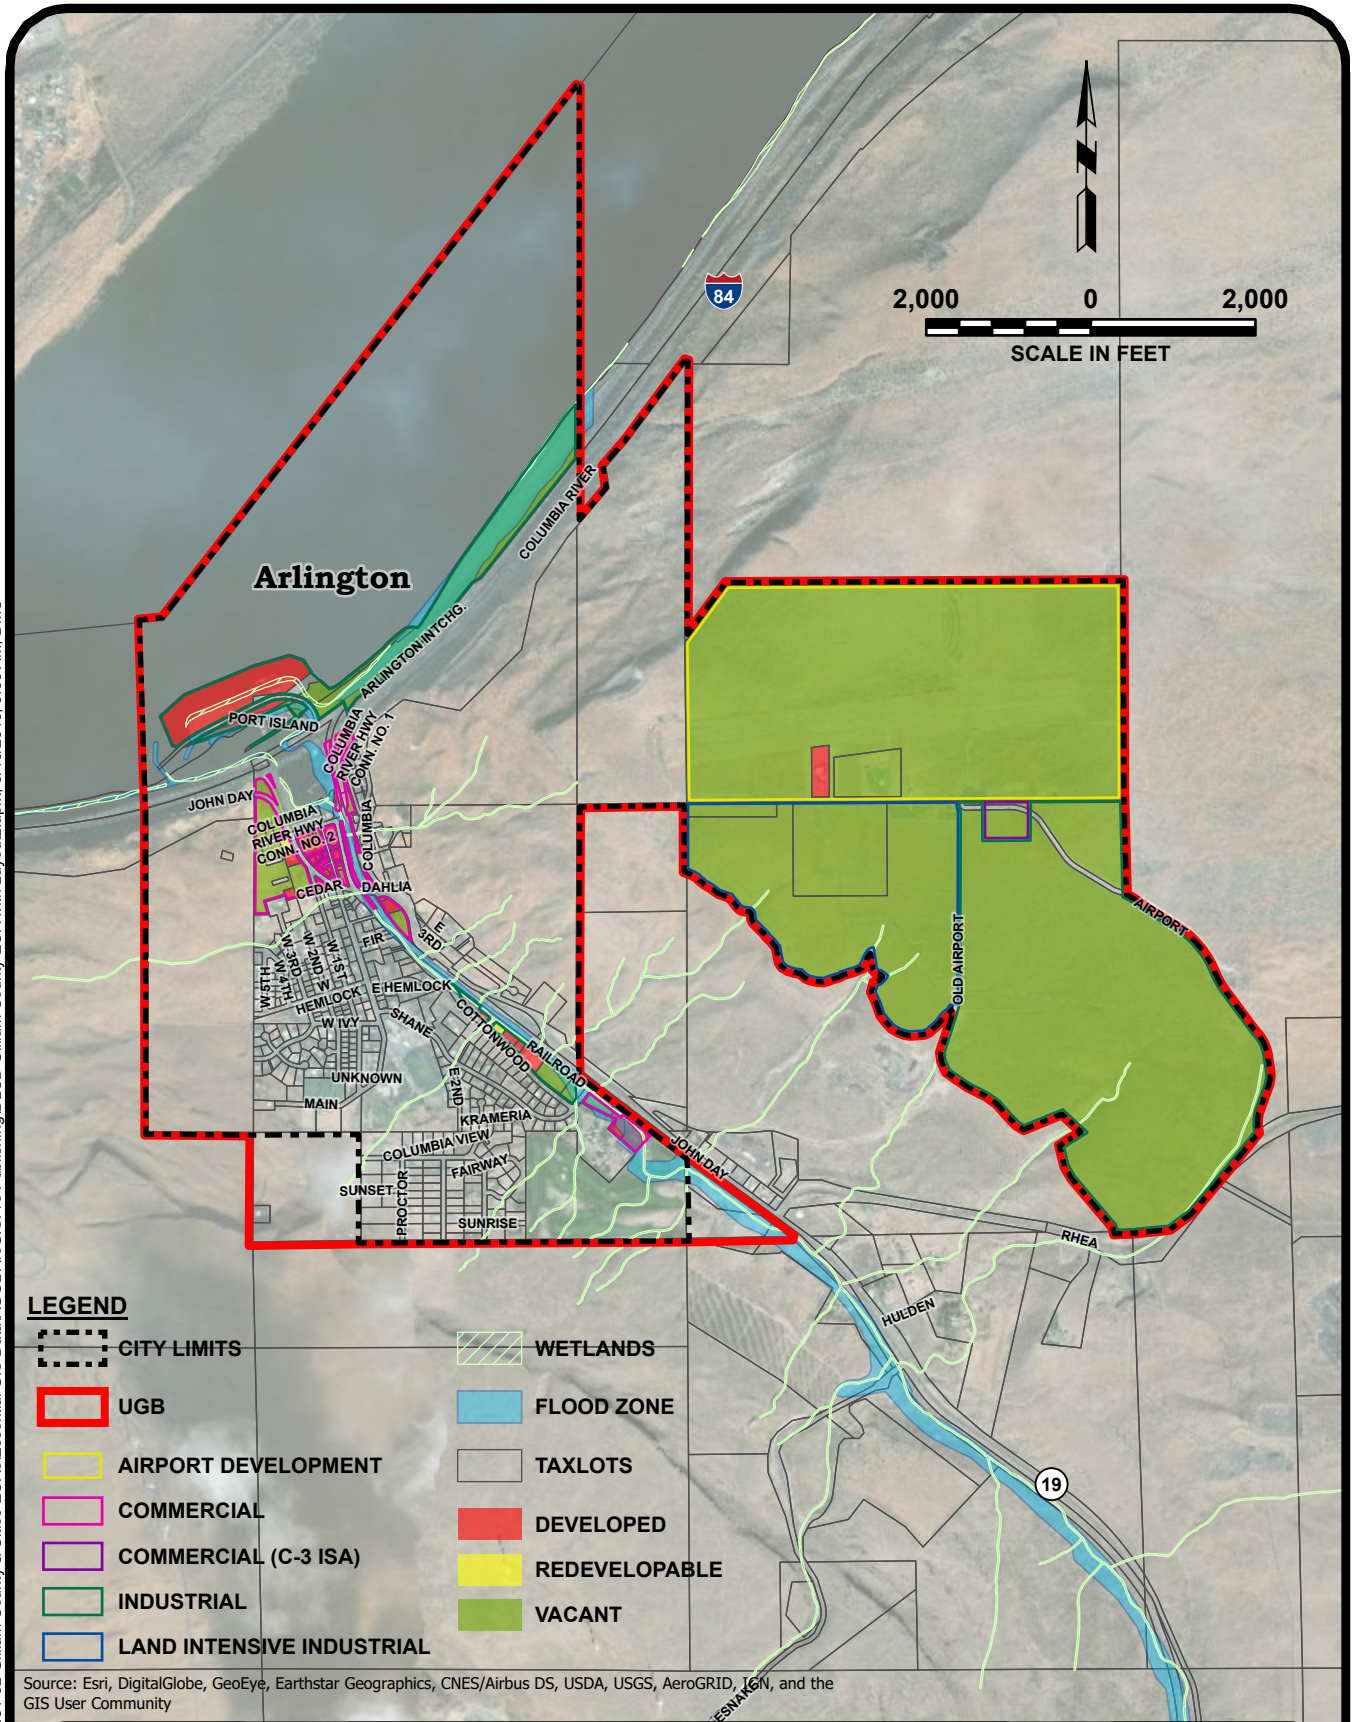 84
2,000 0 2,000
SCALE IN FEET
COLUMBIA RIVER
Arlington
ARLINGTON INTCHG.
PORT ISLAND
COLUMBIA
RIVER HWY
CONN. NO. 1
JOHN DAY
COLUMBIA
RIVER HWY
CONN. NO. 2
COLUMBIA
CEDAR
DAHLIA
AIRPORT
OLD AIRPORT
E
3RD
FIR
W 1ST
W 2ND
W 3RD
W 4TH
W 5TH
W
HEMLOCK
E HEMLOCK
W IVY
SHANE
COTTONWOOD
RAILROAD
UNKNOWN
E 2ND
MAIN
KRAMERIA
COLUMBIA VIEW
JOHN DAY
FAIRWAY
SUNSET
PROCTOR
SUNRISE
RHEA
HULDEN
19
LEGEND
CITY LIMITS
UGB
AIRPORT DEVELOPMENT
COMMERCIAL
COMMERCIAL (C-3 ISA)
INDUSTRIAL
LAND INTENSIVE INDUSTRIAL
WETLANDS
FLOOD ZONE
TAXLOTS
DEVELOPED
REDEVELOPABLE
VACANT
Source: Esri, DigitalGlobe, GeoEye, Earthstar Geographics, CNES/Airbus DS, USDA, USGS, AeroGRID, IGN, and the
GIS User Community